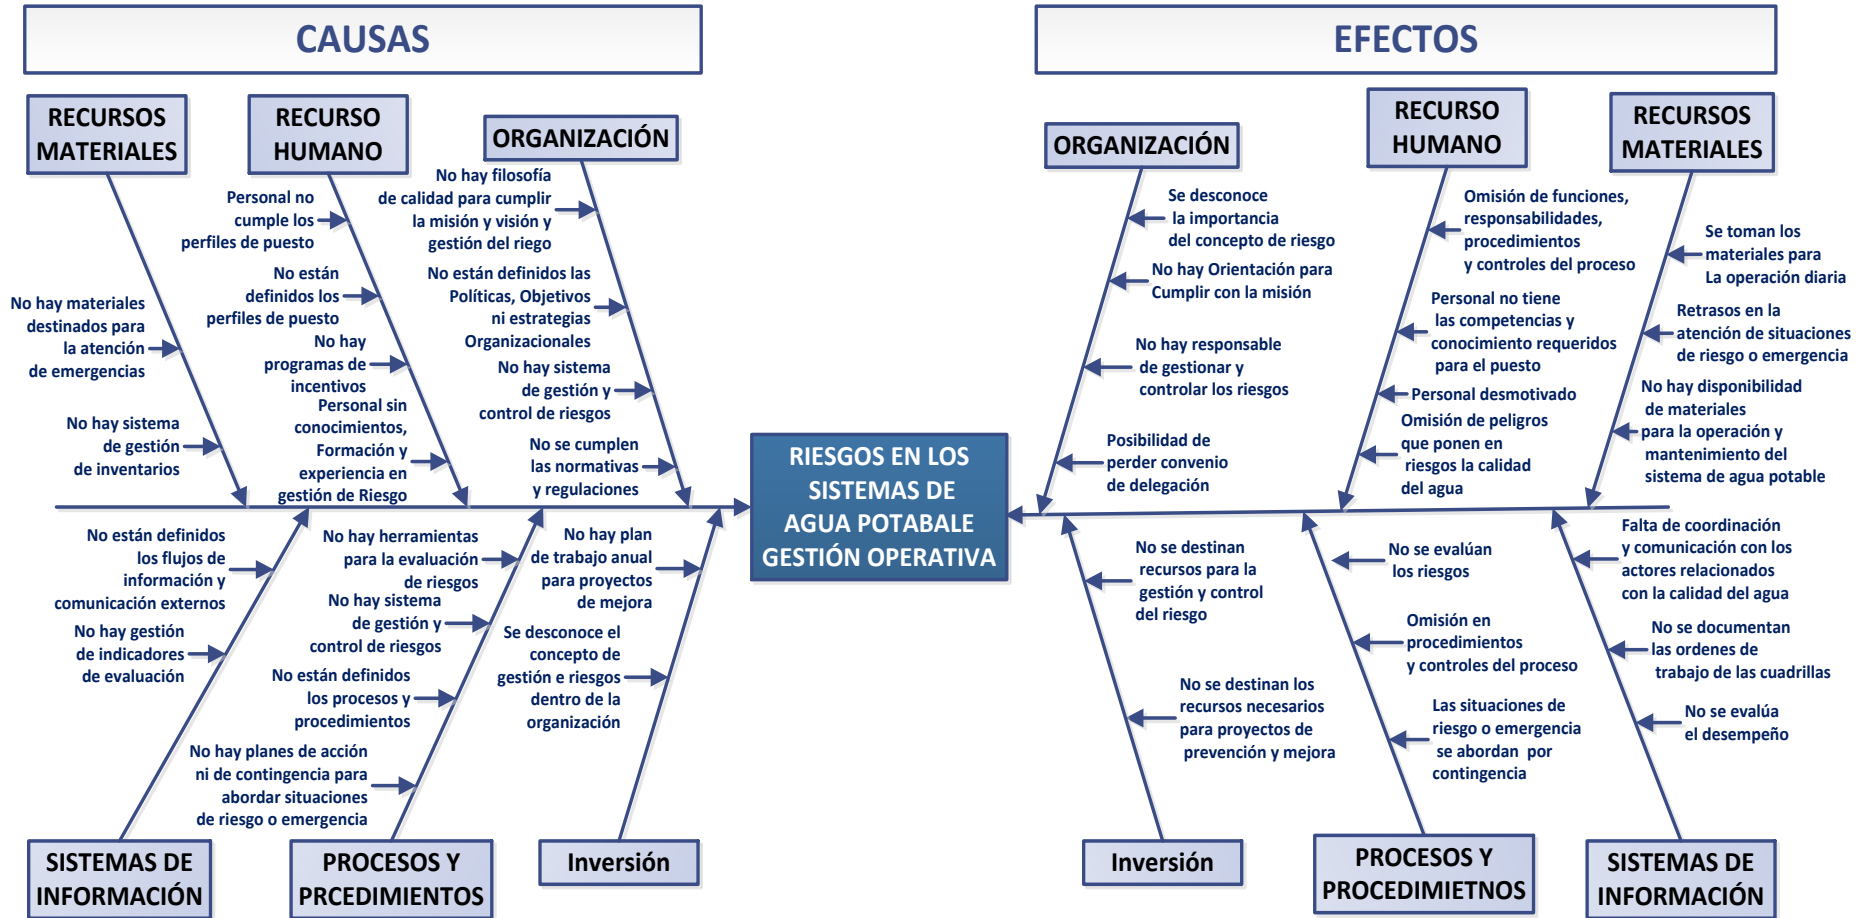 CAUSAS
EFECTOS
RECURSOS
MATERIALES
RECURSO
HUMANO
ORGANIZACIÓN
No hay materiales
destinados para
la atención
de emergencias
No hay sistema
de gestión
de inventarios
Personal no
cumple los
perfiles de puesto
No están
definidos los
perfiles de puesto
No hay
programas de
incentivos
Personal sin
conocimientos,
Formación y
experiencia en
gestión de Riesgo
No hay filosofía
de calidad para cumplir
la misión y visión y
gestión del riego
No están definidos las
Políticas, Objetivos
ni estrategias
Organizacionales
No hay sistema
de gestión y
control de riesgos
No se cumplen
las normativas
y regulaciones
No están definidos
los flujos de
información y
comunicación externos
No hay gestión
de indicadores
de evaluación
No hay herramientas
para la evaluación
de riesgos
No hay sistema
de gestión y
control de riesgos
No están definidos
los procesos y
procedimientos
No hay planes de acción
ni de contingencia para
abordar situaciones
de riesgo o emergencia
No hay plan
de trabajo anual
para proyectos
de mejora
Se desconoce el
concepto de
gestión e riesgos
dentro de la
organización
SISTEMAS DE
INFORMACIÓN
PROCESOS Y
PRCEDIMIENTOS
Inversión
RIESGOS EN LOS
SISTEMAS DE
AGUA POTABALE
GESTIÓN OPERATIVA
ORGANIZACIÓN
RECURSO
HUMANO
RECURSOS
MATERIALES
Se desconoce
la importancia
del concepto de riesgo
No hay Orientación para
Cumplir con la misión
No hay responsable
de gestionar y
controlar los riesgos
Posibilidad de
perder convenio
de delegación
Omisión de funciones,
responsabilidades,
procedimientos
y controles del proceso
Personal no tiene
las competencias y
conocimiento requeridos
para el puesto
Personal desmotivado
Omisión de peligros
que ponen en
riesgos la calidad
del agua
Se toman los
materiales para
La operación diaria
Retrasos en la
atención de situaciones
de riesgo o emergencia
No hay disponibilidad
de materiales
para la operación y
mantenimiento del
sistema de agua potable
No se destinan
recursos para la
gestión y control
del riesgo
No se destinan los
recursos necesarios
para proyectos de
prevención y mejora
No se evalúan
los riesgos
Omisión en
procedimientos
y controles del proceso
Las situaciones de
riesgo o emergencia
se abordan por
contingencia
Falta de coordinación
y comunicación con los
actores relacionados
con la calidad del agua
No se documentan
las ordenes de
trabajo de las cuadrillas
No se evalúa
el desempeño
Inversión
PROCESOS Y
PROCEDIMIETNOS
SISTEMAS DE
INFORMACIÓN